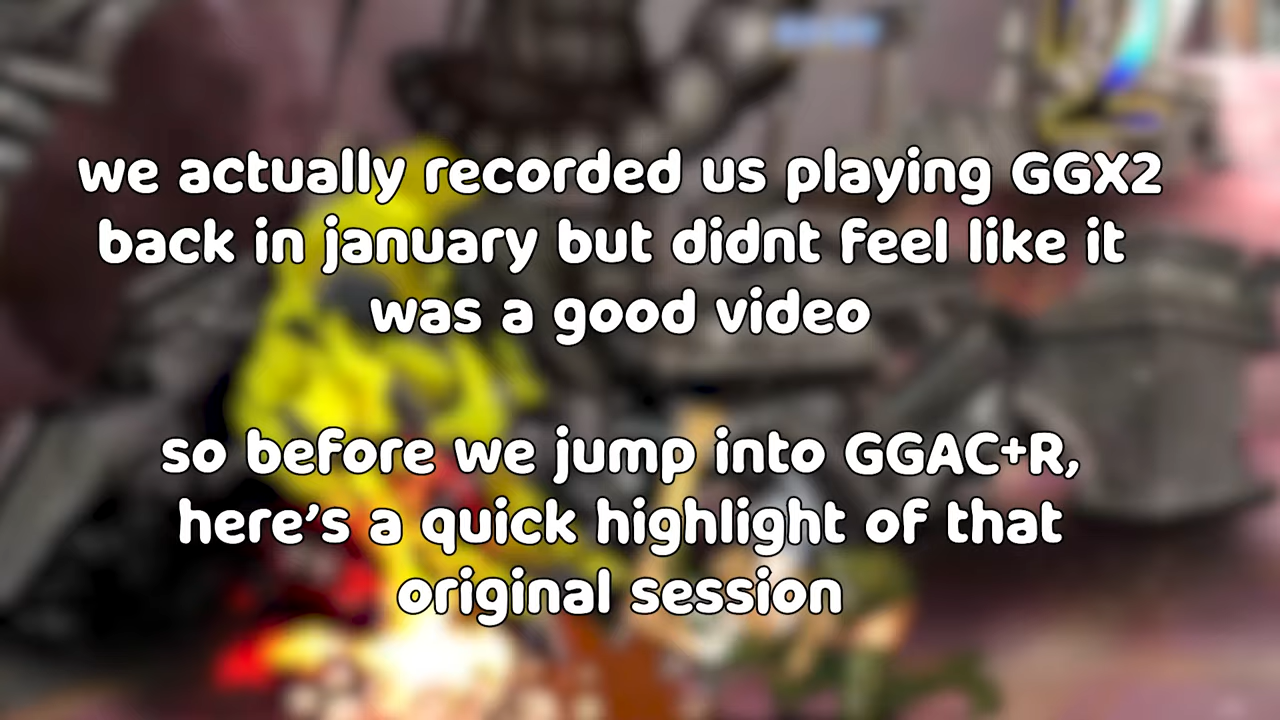 we actually recorded us playing GGX2
back in january but didnt feel like it
was a good video
so before we jump into GGAC+R,
here's a quick highlight of that
original session